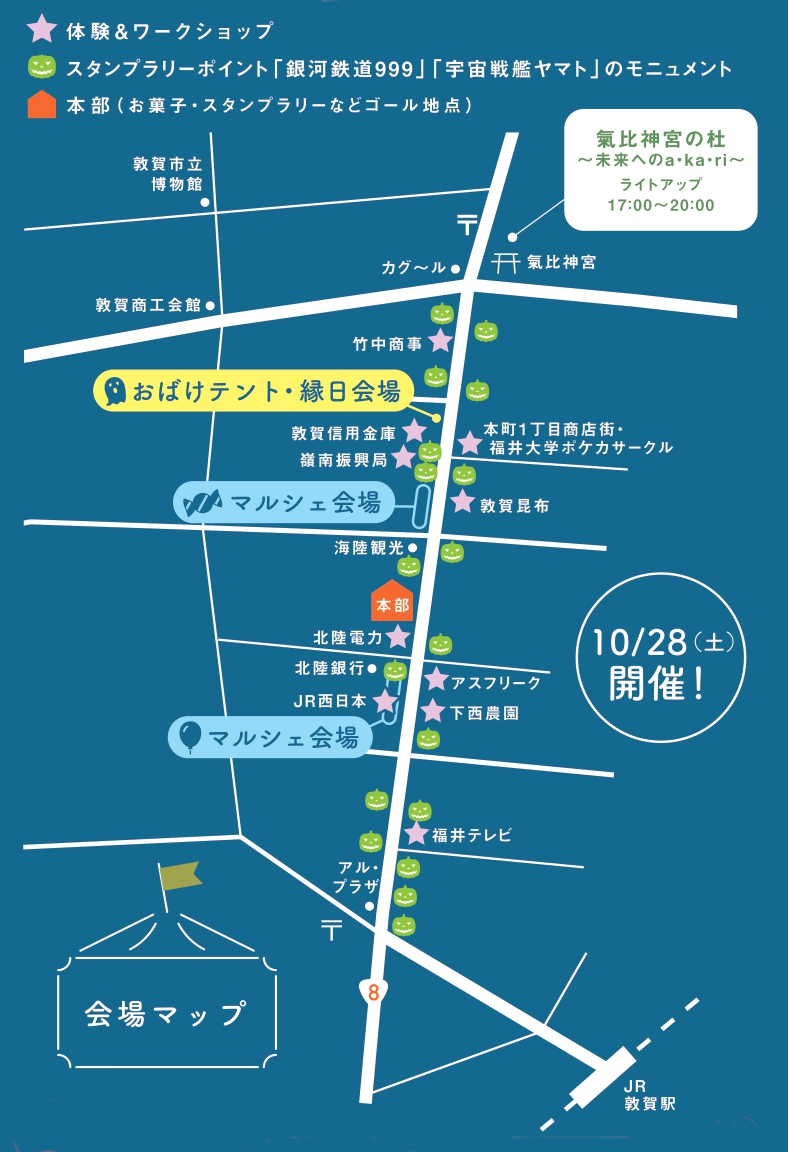 体験&ワークショップ
スタンプラリーポイント「銀河鉄道999」「宇宙戦艦ヤマト」のモニュメント
本部（お菓子・スタンプラリーなどゴール地点）
氣比神宮の杜
～未来へのa・ka・ri～
ライトアップ
17:00～20:00
敦賀市立
博物館
〒
カグ～ル
氣比神宮
敦賀商工会館
竹中商事
おばけテント・縁日会場
敦賀信用金庫
本町1丁目商店街・
福井大学ポケカサークル
嶺南振興局
マルシェ会場
敦賀昆布
海陸観光
本部
10/28（土）
開催！
北陸電力
北陸銀行
アスフリーク
JR西日本
下西農園
マルシェ会場
福井テレビ
アル・
プラザ
〒
8
会場マップ
JR
敦賀駅